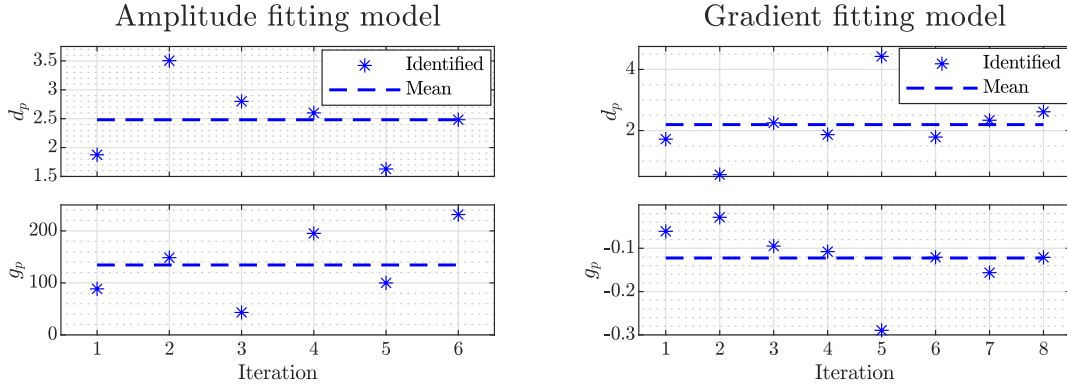 Amplitude fitting model
3.5
3
2.5
2
1.5
d_p
Identified
Mean
200
100
0
g_p
1 2 3 4 5 6
Iteration
Gradient fitting model
4
2
d_p
Identified
Mean
-0.1
-0.2
-0.3
g_p
1 2 3 4 5 6 7 8
Iteration